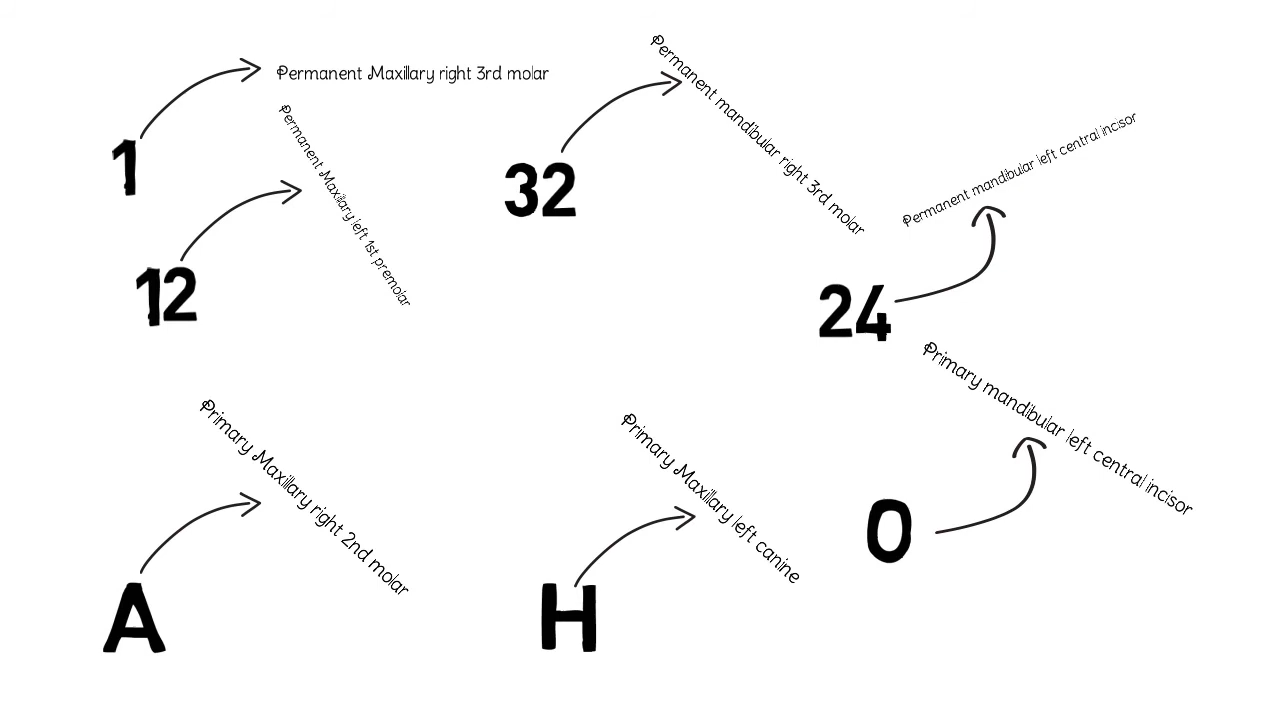 1
Permanent Maxillary right 3rd molar
12
Permanent Maxilary left 1st premolar
32
Permanent mandibular right 3rd molar
24
Permanent mandibular left central incisor
A
Primary Maxillary right 2nd molar
H
Primary Maxillary left canine
O
Primary mandibular left central incisor